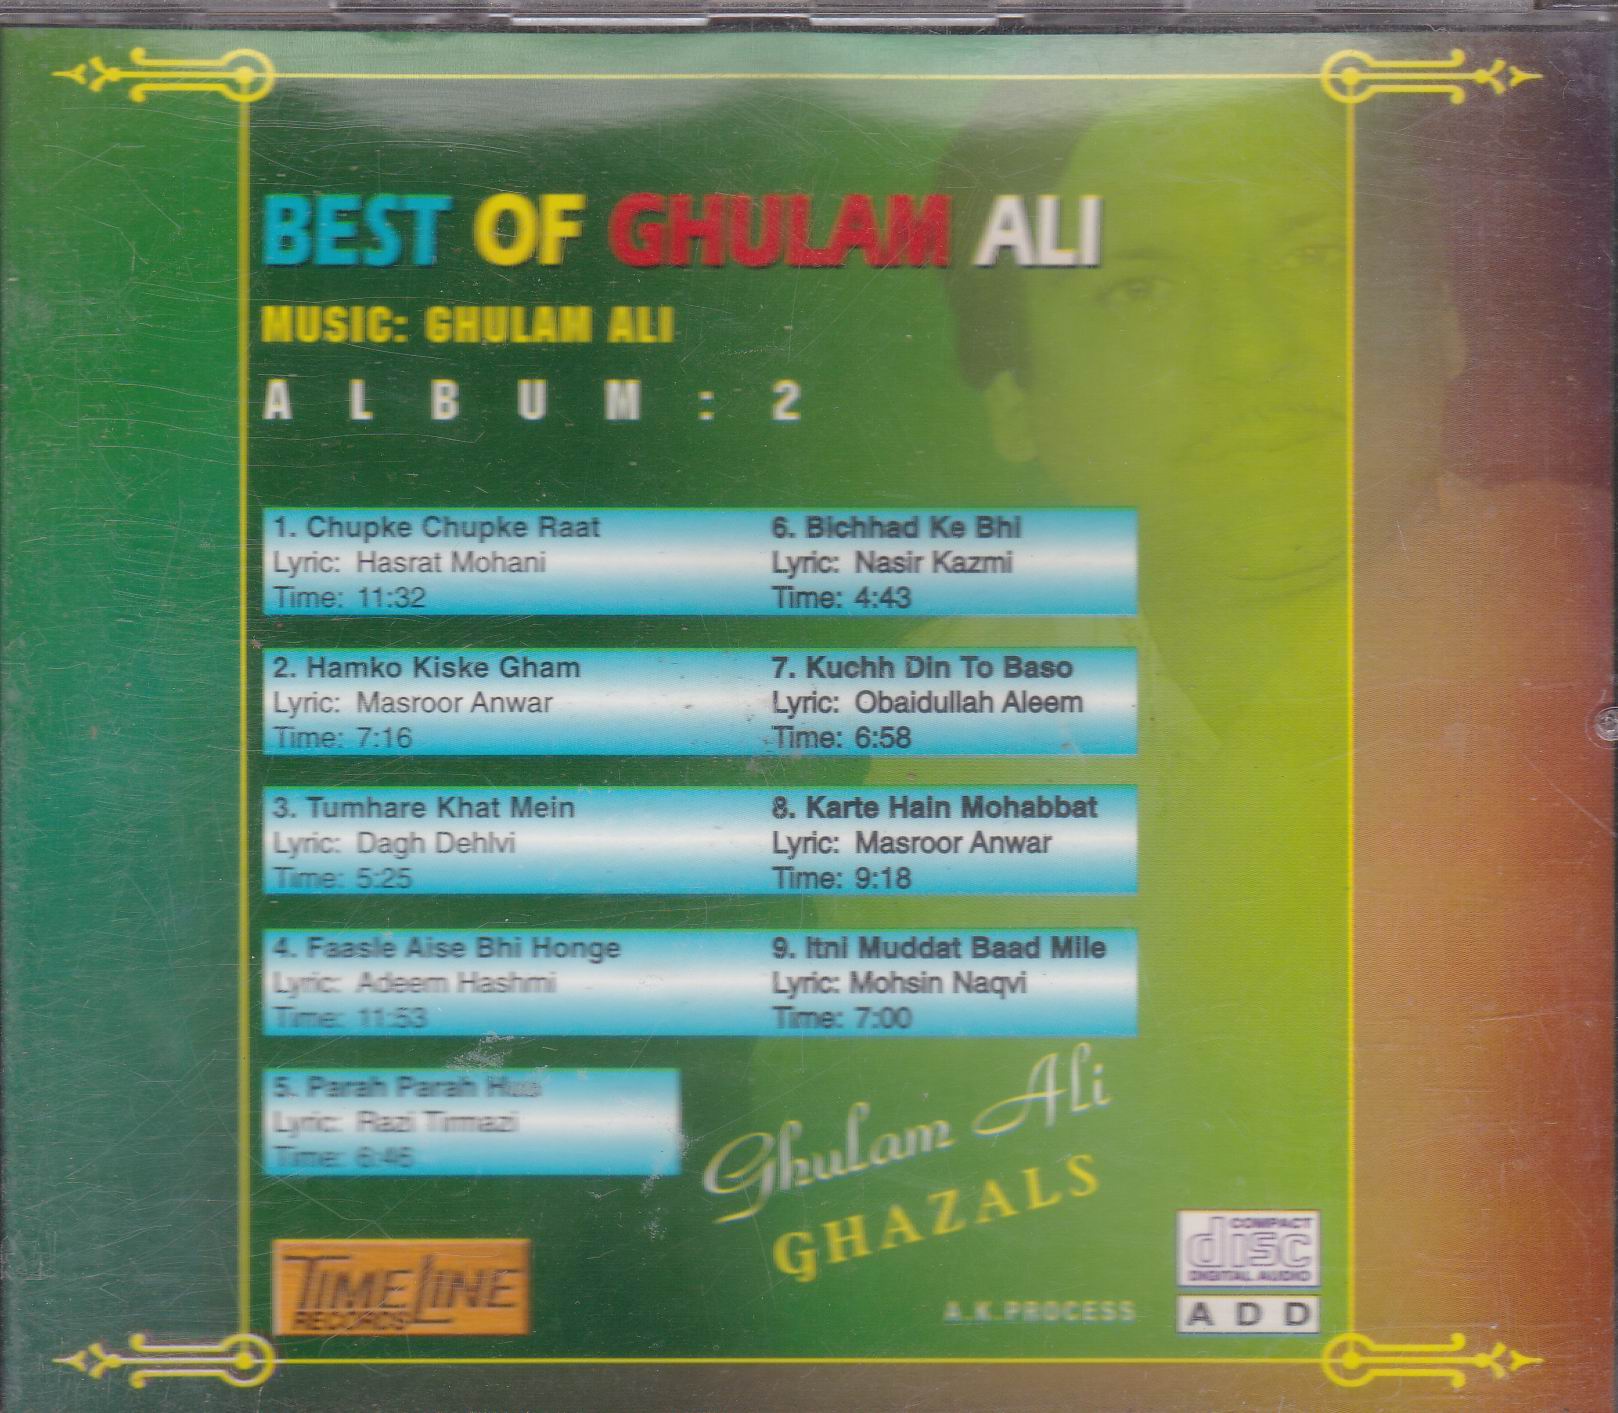 BEST OF GHULAM ALI
MUSIC: GHULAM ALI
ALBUM: 2
1. Chupke Chupke Raat
Lyric: Hasrat Mohani
Time: 11:32
2. Hamko Kiske Gham
Lyric: Masroor Anwar
Time: 7:16
3. Tumhare Khat Mein
Lyric: Dagh Dehlvi
Time: 5:25
4. Faasle Aise Bhi Honge
Lyric: Adeem Hashmi
Time: 11:53
5. Parah Parah Hua
Lyric: Razi Tirmazi
Time: 6:46
6. Bichhad Ke Bhi
Lyric: Nasir Kazmi
Time: 4:43
7. Kuchh Din To Baso
Lyric: Obaidullah Aleem
Time: 6:58
8. Karte Hain Mohabbat
Lyric: Masroor Anwar
Time: 9:18
9. Itni Muddat Baad Mile
Lyric: Mohsin Naqvi
Time: 7:00
Ghulam Ali
GHAZALS
TIMELINE
RECORDS
A.K.PROCESS
COMPACT
disc
DIGITAL AUDIO
ADD